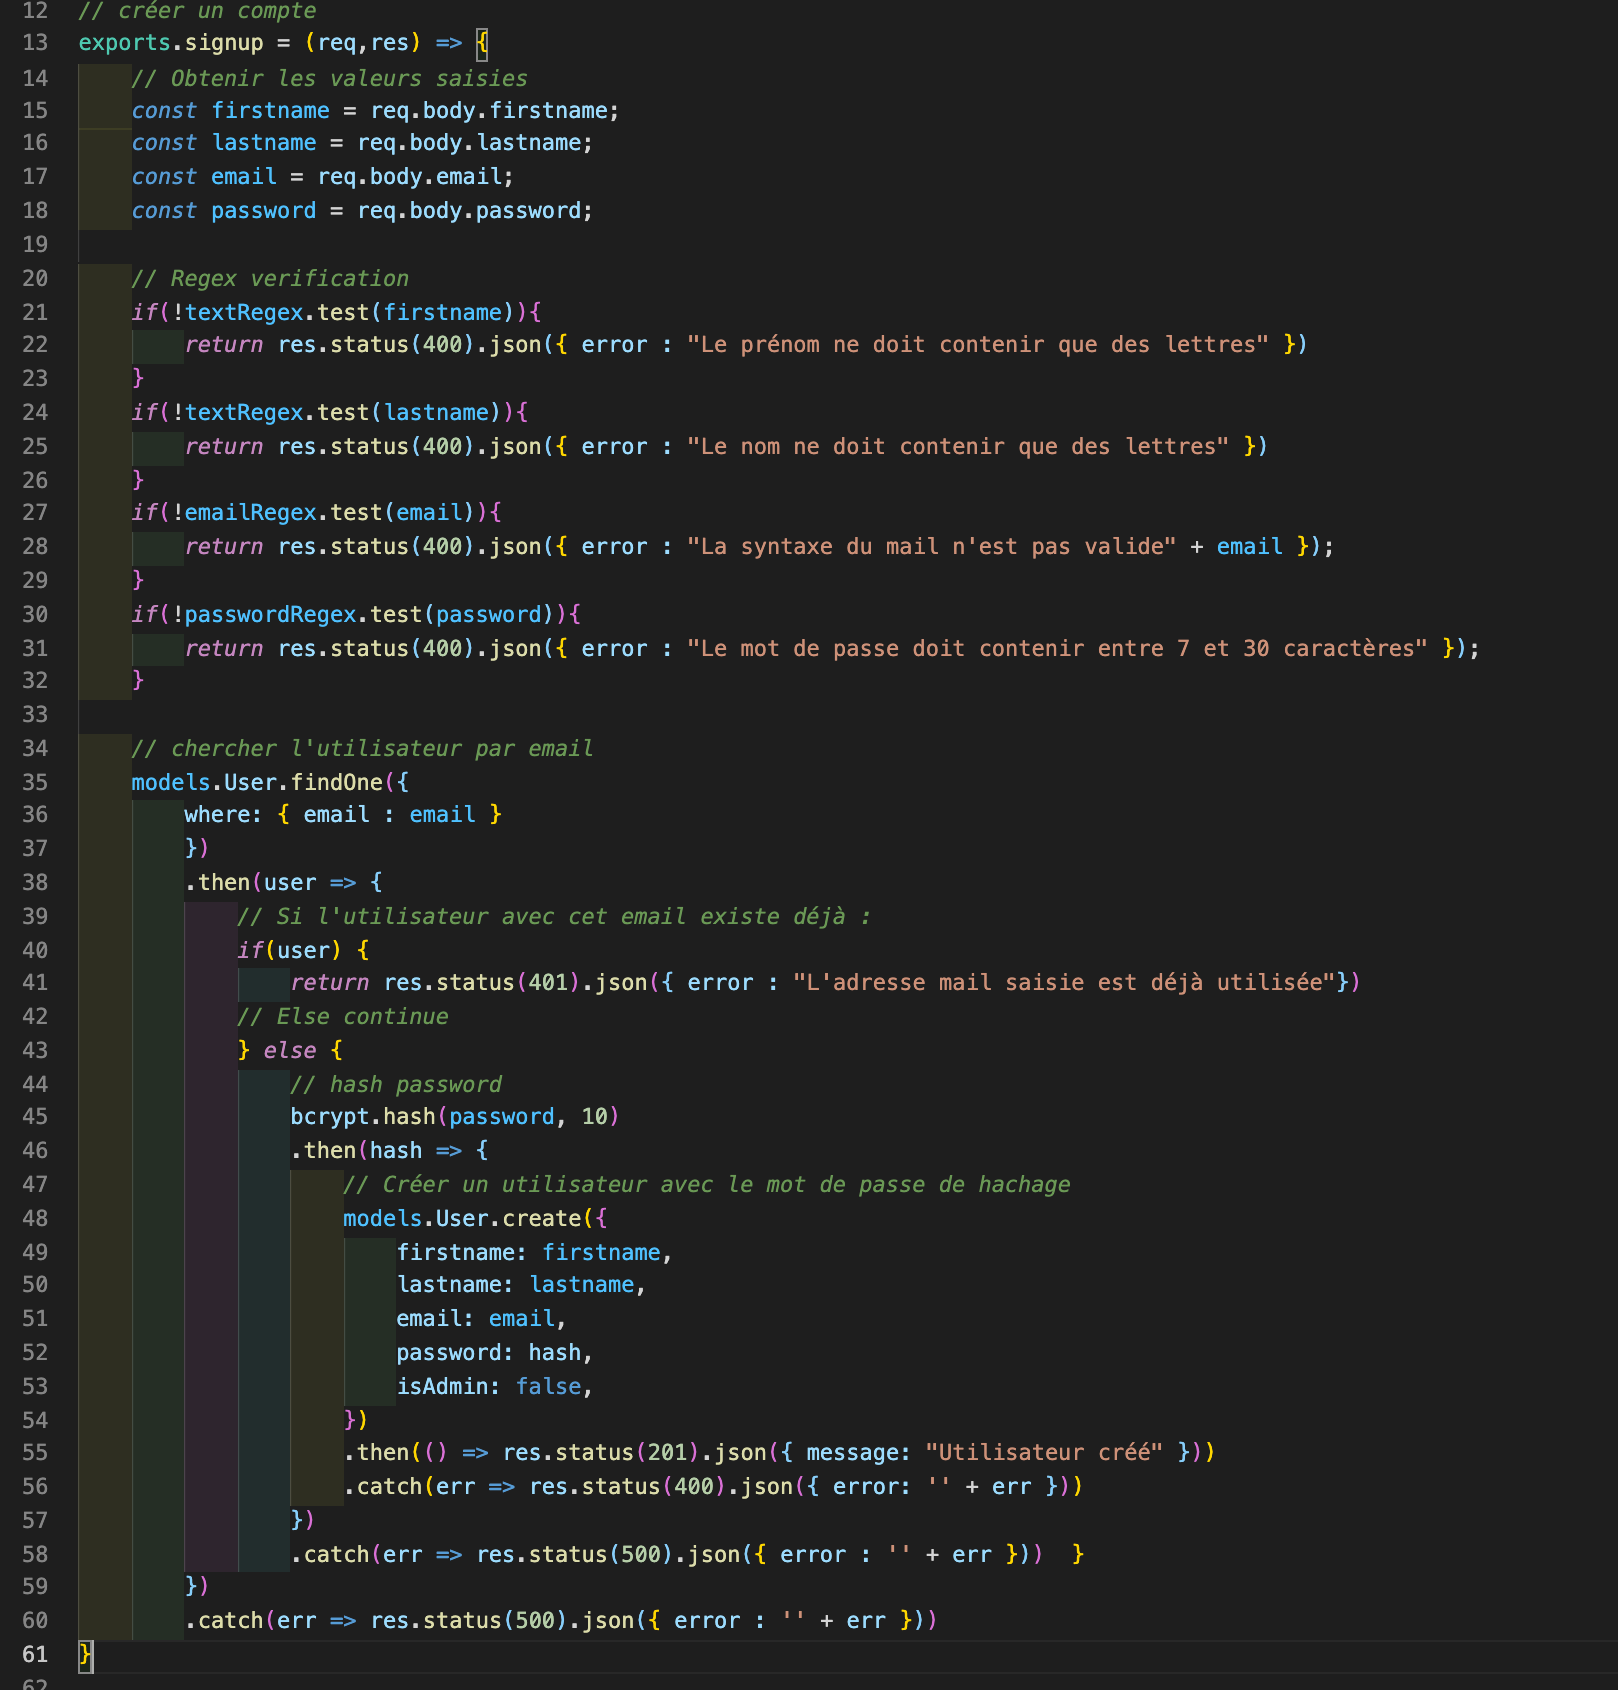 12 // créer un compte
13 exports.signup = (req,res) => {
14 // Obtenir les valeurs saisies
15 const firstname = req.body.firstname;
16 const lastname = req.body.lastname;
17 const email = req.body.email;
18 const password = req.body.password;
19
20 // Regex verification
21 if(!textRegex.test(firstname)){
22 return res.status(400).json({ error : "Le prénom ne doit contenir que des lettres" })
23 }
24 if(!textRegex.test(lastname)){
25 return res.status(400).json({ error : "Le nom ne doit contenir que des lettres" })
26 }
27 if(!emailRegex.test(email)){
28 return res.status(400).json({ error : "La syntaxe du mail n'est pas valide" + email });
29 }
30 if(!passwordRegex.test(password)){
31 return res.status(400).json({ error : "Le mot de passe doit contenir entre 7 et 30 caractères" });
32 }
33
34 // chercher l'utilisateur par email
35 models.User.findOne({
36 where: { email : email }
37 })
38 .then(user => {
39 // Si l'utilisateur avec cet email existe déjà :
40 if(user) {
41 return res.status(401).json({ error : "L'adresse mail saisie est déjà utilisée"})
42 // Else continue
43 } else {
44 // hash password
45 bcrypt.hash(password, 10)
46 .then(hash => {
47 // Créer un utilisateur avec le mot de passe de hachage
48 models.User.create({
49 firstname: firstname,
50 lastname: lastname,
51 email: email,
52 password: hash,
53 isAdmin: false,
54 })
55 .then(() => res.status(201).json({ message: "Utilisateur créé" }))
56 .catch(err => res.status(400).json({ error: '' + err }))
57 })
58 .catch(err => res.status(500).json({ error : '' + err }))  }
59 })
60 .catch(err => res.status(500).json({ error : '' + err }))
61 }
62